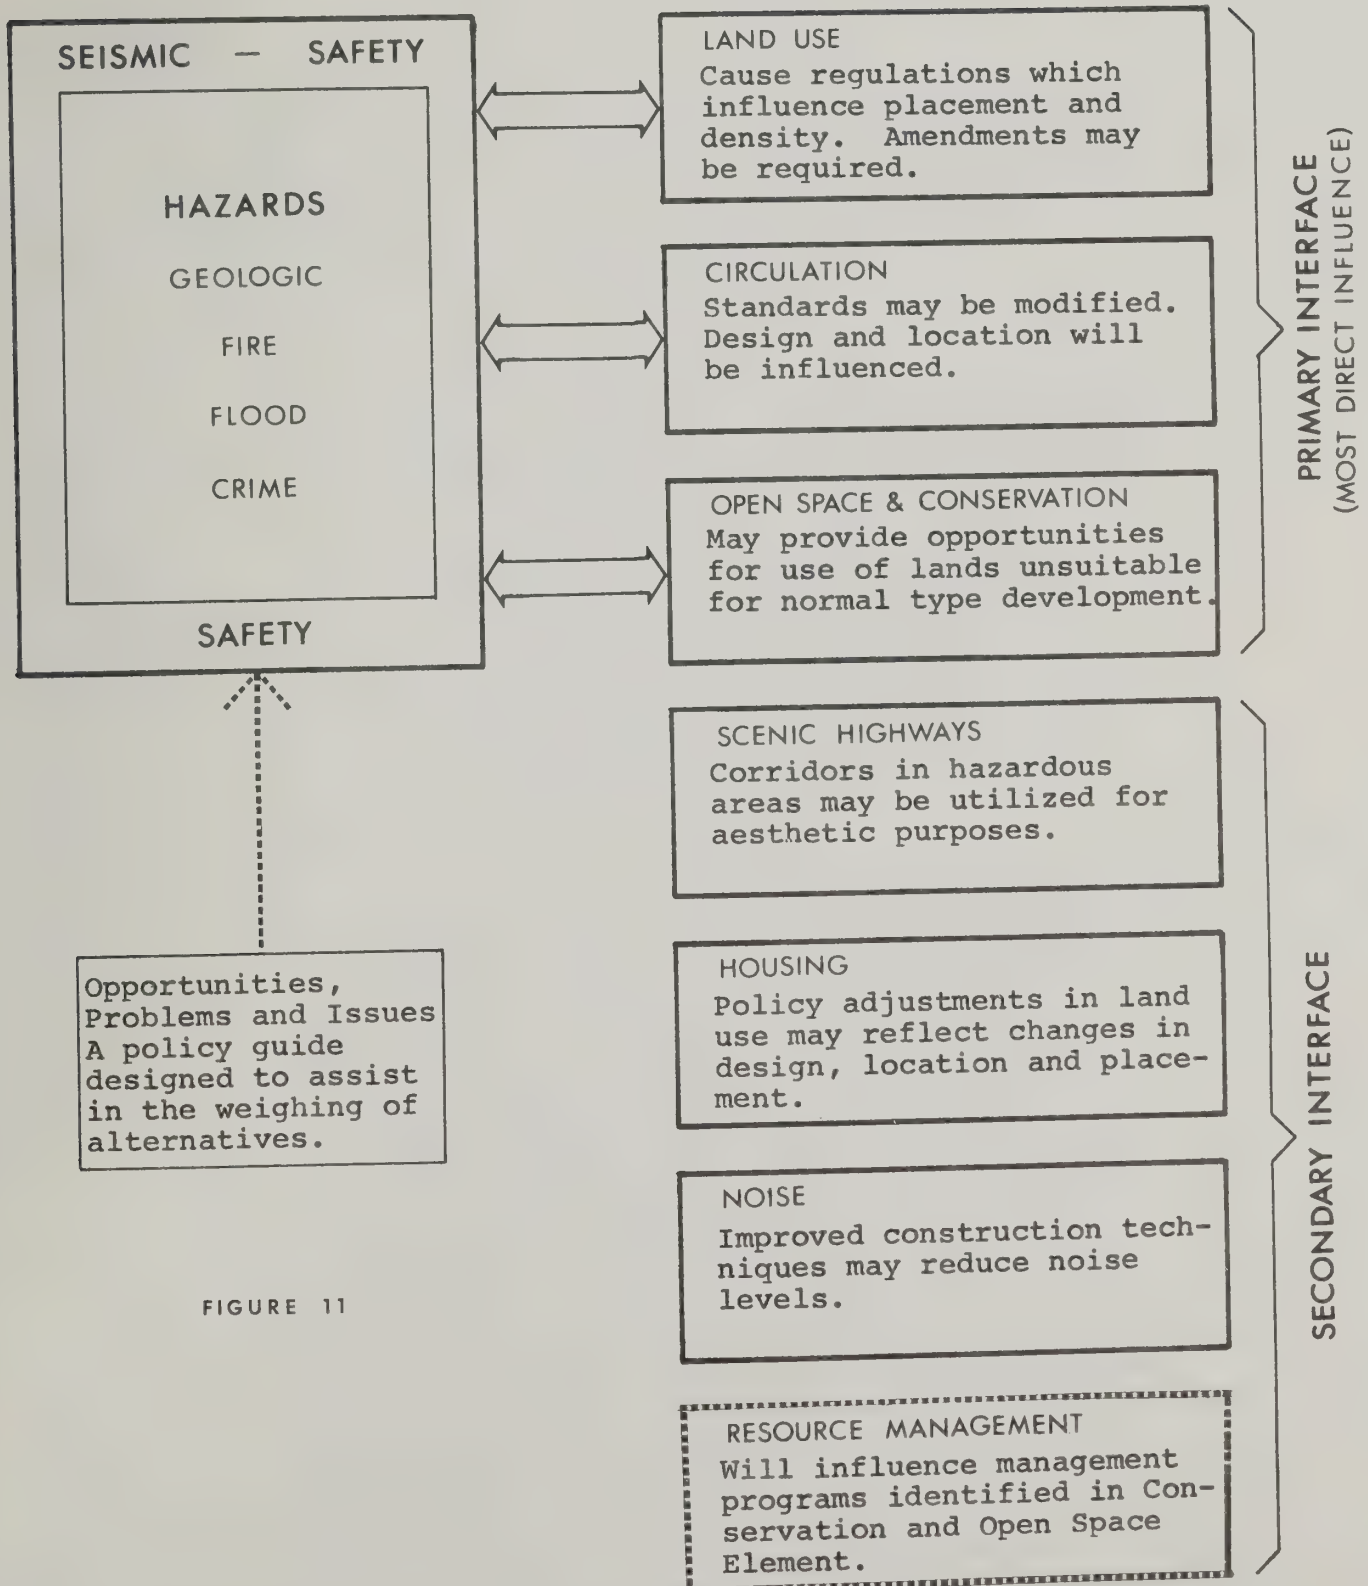 SEISMIC — SAFETY
HAZARDS
GEOLOGIC
FIRE
FLOOD
CRIME
SAFETY
Opportunities,
Problems and Issues
A policy guide
designed to assist
in the weighing of
alternatives.
FIGURE 11
LAND USE
Cause regulations which
influence placement and
density. Amendments may
be required.
CIRCULATION
Standards may be modified.
Design and location will
be influenced.
OPEN SPACE & CONSERVATION
May provide opportunities
for use of lands unsuitable
for normal type development.
PRIMARY INTERFACE
(MOST DIRECT INFLUENCE)
SCENIC HIGHWAYS
Corridors in hazardous
areas may be utilized for
aesthetic purposes.
HOUSING
Policy adjustments in land
use may reflect changes in
design, location and place-
ment.
NOISE
Improved construction tech-
niques may reduce noise
levels.
RESOURCE MANAGEMENT
Will influence management
programs identified in Con-
servation and Open Space
Element.
SECONDARY INTERFACE